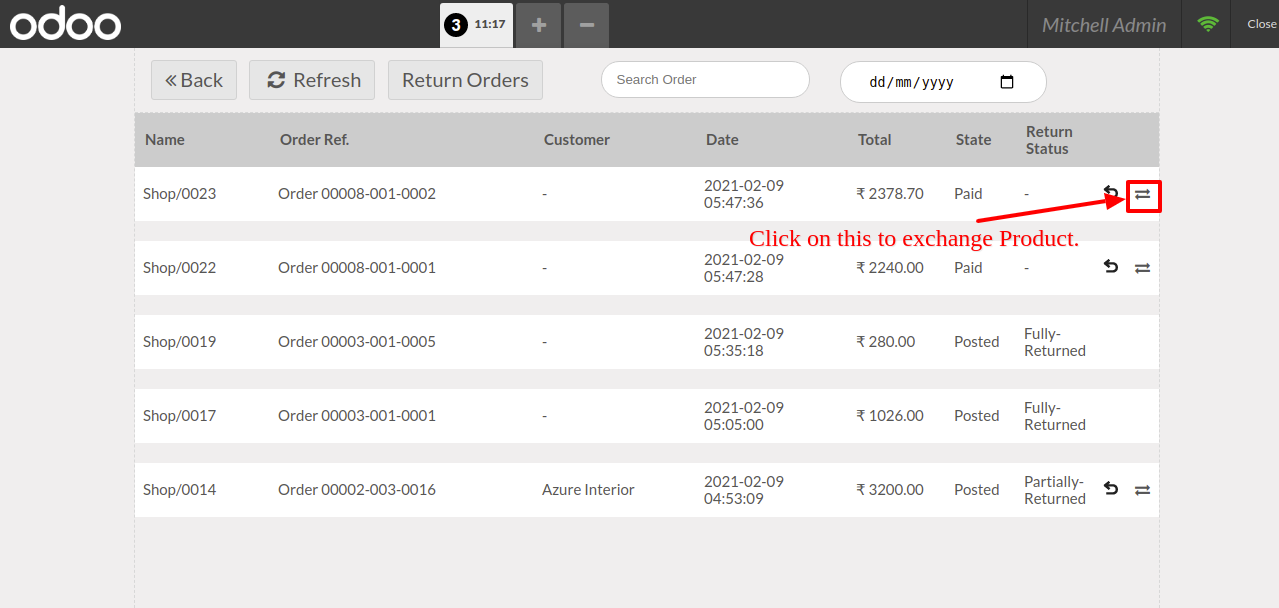 odoo 3 11:17 + − Mitchell Admin Close
« Back Refresh Return Orders Search Order dd/mm/yyyy
Name Order Ref. Customer Date Total State Return Status
Shop/0023 Order 00008-001-0002 - 2021-02-09 05:47:36 ₹ 2378.70 Paid -
Click on this to exchange Product.
Shop/0022 Order 00008-001-0001 - 2021-02-09 05:47:28 ₹ 2240.00 Paid -
Shop/0019 Order 00003-001-0005 - 2021-02-09 05:35:18 ₹ 280.00 Posted Fully-Returned
Shop/0017 Order 00003-001-0001 - 2021-02-09 05:05:00 ₹ 1026.00 Posted Fully-Returned
Shop/0014 Order 00002-003-0016 Azure Interior 2021-02-09 04:53:09 ₹ 3200.00 Posted Partially-Returned